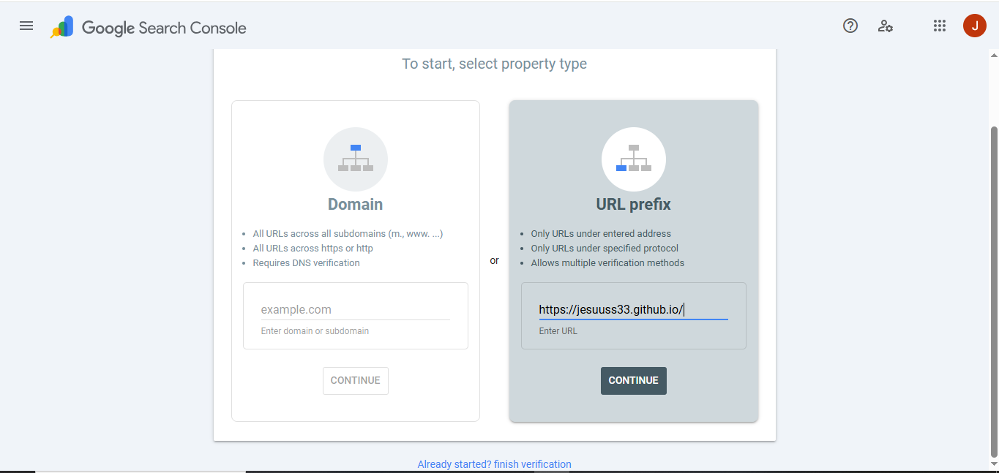 Google Search Console
J
To start, select property type
Domain
All URLs across all subdomains (m., www. ...)
All URLs across https or http
Requires DNS verification
example.com
Enter domain or subdomain
CONTINUE
or
URL prefix
Only URLs under entered address
Only URLs under specified protocol
Allows multiple verification methods
https://jesuuss33.github.io/
Enter URL
CONTINUE
Already started? finish verification